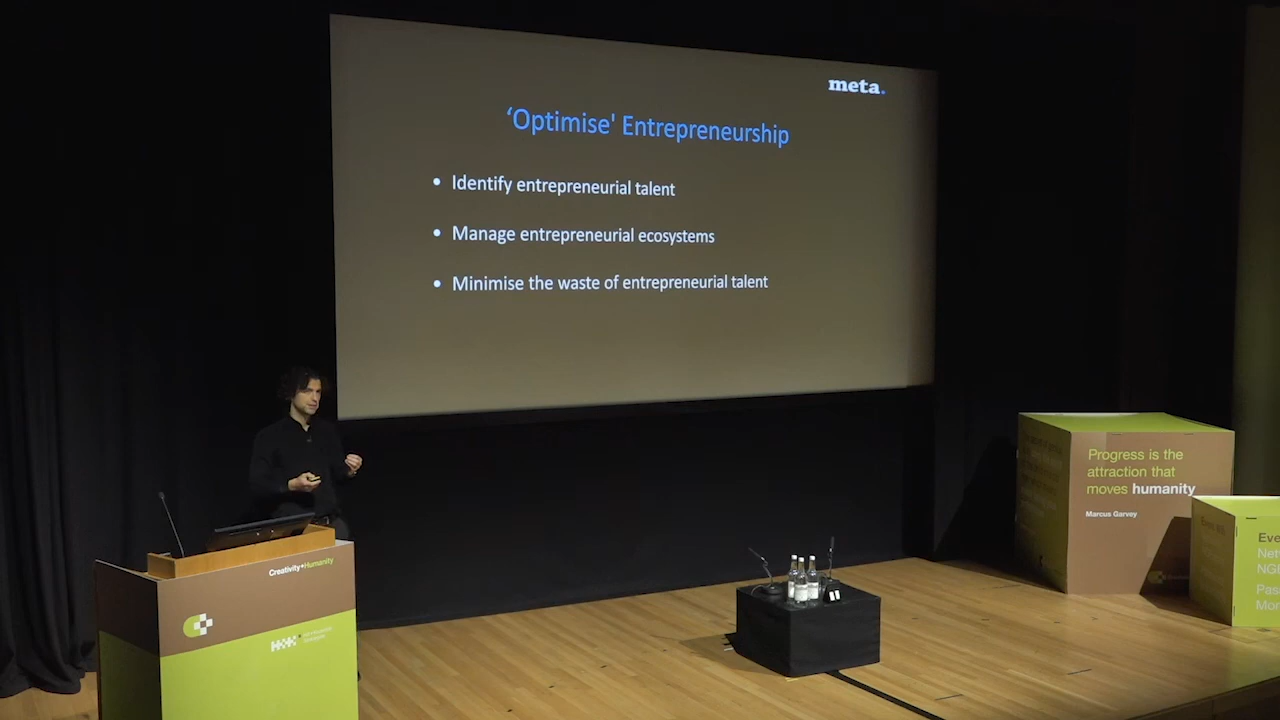 meta.
‘Optimise' Entrepreneurship
• Identify entrepreneurial talent
• Manage entrepreneurial ecosystems
• Minimise the waste of entrepreneurial talent
Progress is the
attraction that
moves humanity
Marcus Garvey
Creativity+Humanity